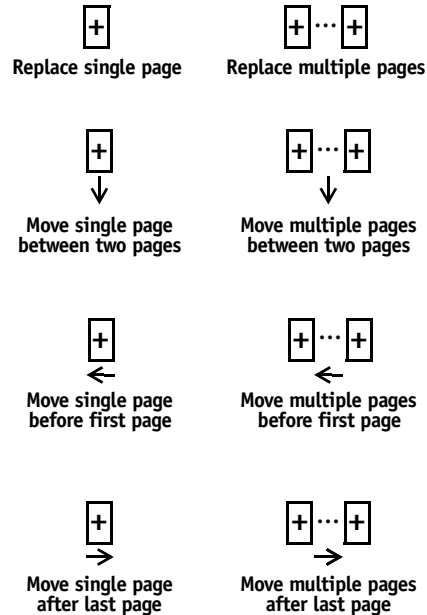 +
+ ... +
Replace single page
Replace multiple pages
+
+ ... +
Move single page
between two pages
Move multiple pages
between two pages
+
+ ... +
Move single page
before first page
Move multiple pages
before first page
+
+ ... +
Move single page
after last page
Move multiple pages
after last page